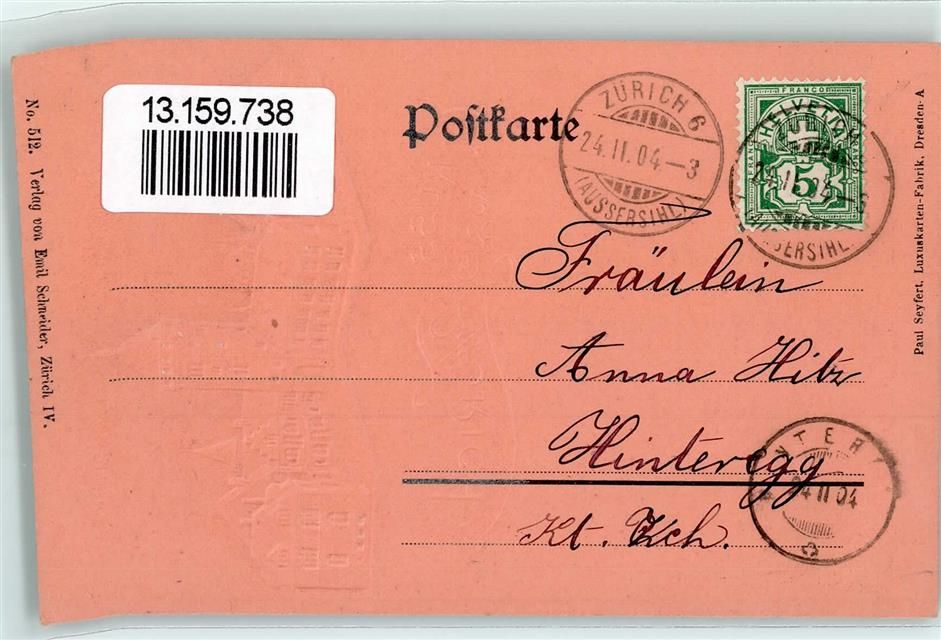 13.159.738
Postkarte
ZÜRICH 6
24.II.04.-3
(AUSSERSIHL)
FRANCO
HELVETIA
5
Fräulein
Anna Hitz
Hinteregg
Kt. Zch.
24 II 04
No. 512. Verlag von Emil Schneider, Zürich IV.
Paul Seyfert, Luxuskarten-Fabrik, Dresden-A